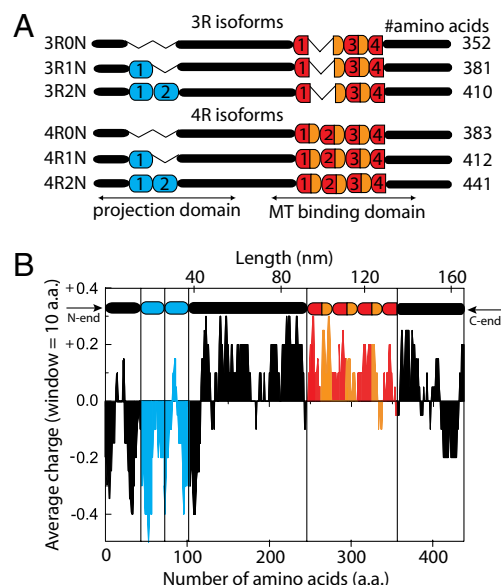 A
3R isoforms
#amino acids
3R0N
1 3 4
352
3R1N
1
1 3 4
381
3R2N
1 2
1 3 4
410
4R isoforms
4R0N
1 2 3 4
383
4R1N
1
1 2 3 4
412
4R2N
1 2
1 2 3 4
441
projection domain
MT binding domain
B
Length (nm)
0 40 80 120 160
+0.4
N-end
C-end
+0.2
0.0
-0.2
-0.4
Average charge (window = 10 a.a.)
0 100 200 300 400
Number of amino acids (a.a.)